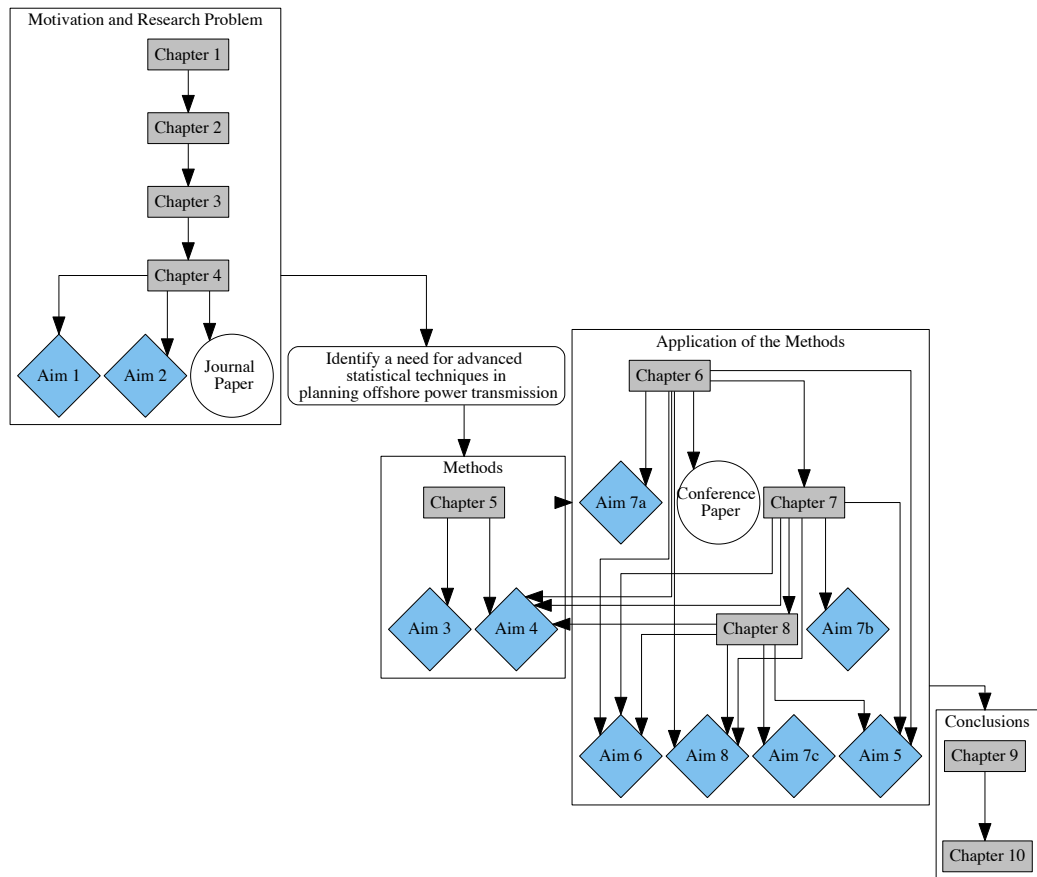 Motivation and Research Problem
Chapter 1
Chapter 2
Chapter 3
Chapter 4
Aim 1
Aim 2
Journal
Paper
Identify a need for advanced
statistical techniques in
planning offshore power transmission
Methods
Chapter 5
Aim 3
Aim 4
Application of the Methods
Chapter 6
Aim 7a
Conference
Paper
Chapter 7
Chapter 8
Aim 7b
Aim 6
Aim 8
Aim 7c
Aim 5
Conclusions
Chapter 9
Chapter 10